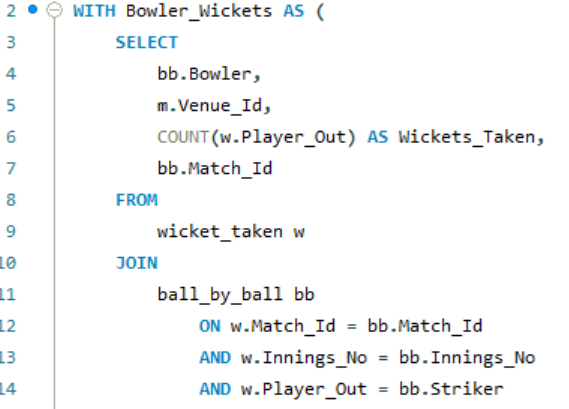 2 WITH Bowler_Wickets AS (
3 SELECT
4 bb.Bowler,
5 m.Venue_Id,
6 COUNT(w.Player_Out) AS Wickets_Taken,
7 bb.Match_Id
8 FROM
9 wicket_taken w
10 JOIN
11 ball_by_ball bb
12 ON w.Match_Id = bb.Match_Id
13 AND w.Innings_No = bb.Innings_No
14 AND w.Player_Out = bb.Striker